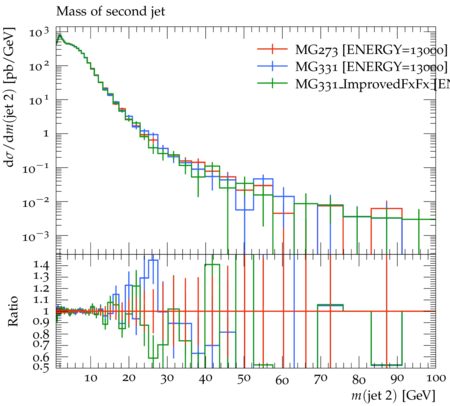 Mass of second jet
dσ/dm(jet 2) [pb/GeV]
10³
10²
10¹
1
10⁻¹
10⁻²
10⁻³
MG273 [ENERGY=13000]
MG331 [ENERGY=13000]
MG331.ImprovedFxFx [EN
Ratio
1.4
1.3
1.2
1.1
1
0.9
0.8
0.7
0.6
0.5
10 20 30 40 50 60 70 80 90 100
m(jet 2) [GeV]